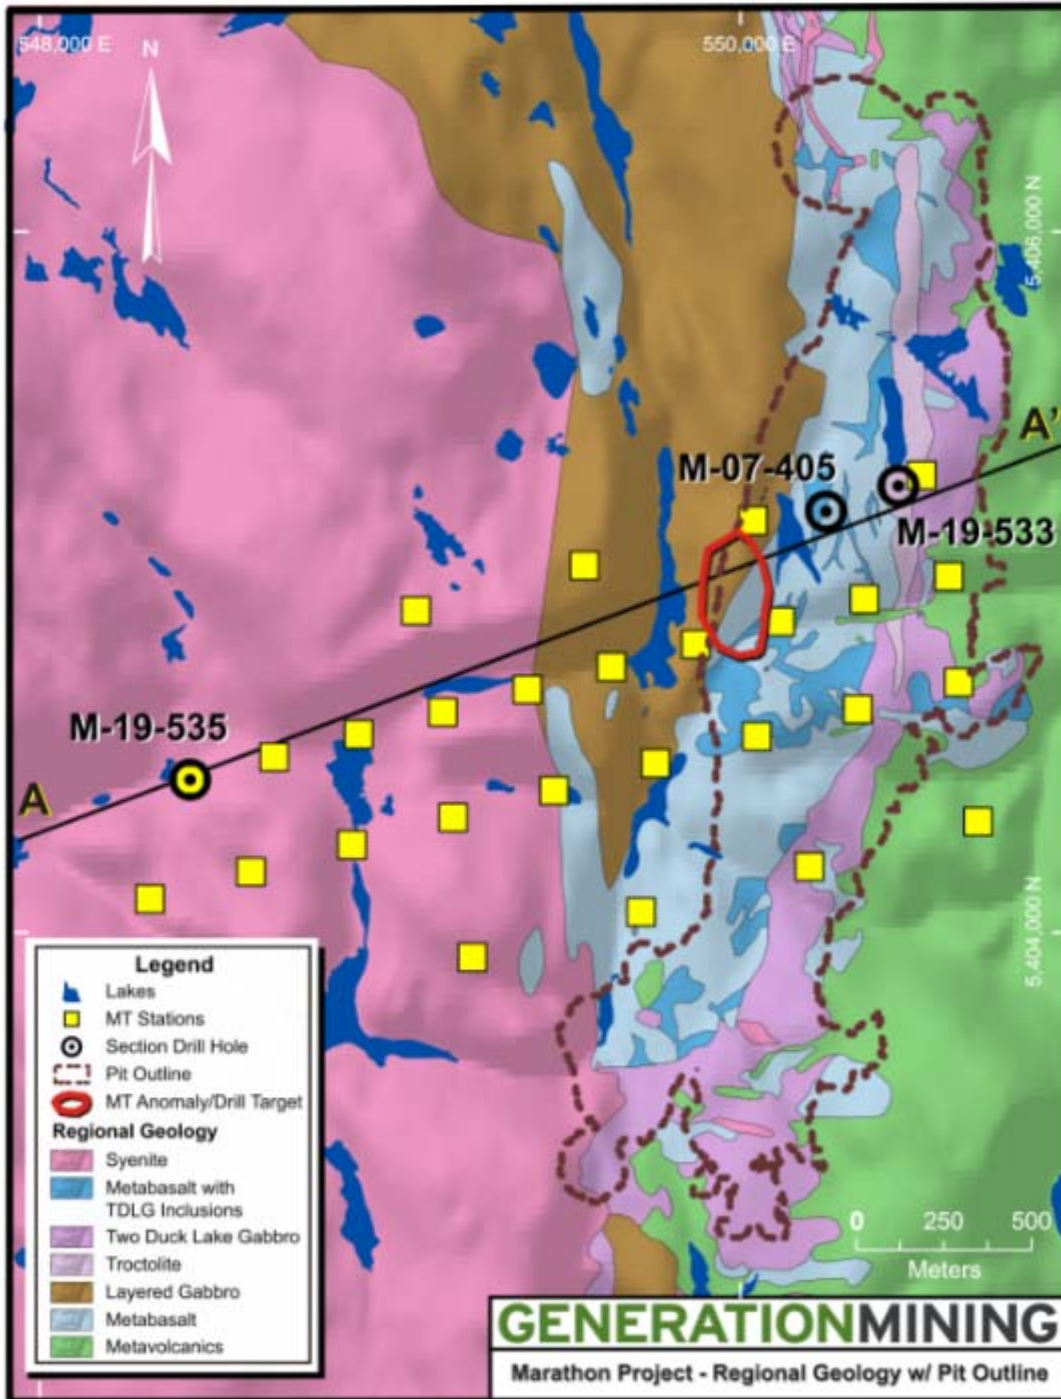 548,000 E
550,000 E
N
5,406,000 N
A'
M-07-405
M-19-533
M-19-535
A
5,404,000 N
Legend
Lakes
MT Stations
Section Drill Hole
Pit Outline
MT Anomaly/Drill Target
Regional Geology
Syenite
Metabasalt with
TDLG Inclusions
Two Duck Lake Gabbro
Troctolite
Layered Gabbro
Metabasalt
Metavolcanics
0 250 500
Meters
GENERATIONMINING
Marathon Project - Regional Geology w/ Pit Outline